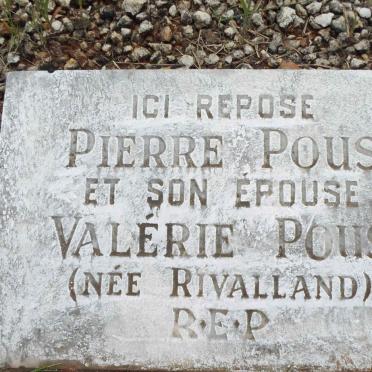 ICI REPOSE
PIERRE POUS
ET SON ÉPOUSE
VALÉRIE POUS
(NÉE RIVALLAND)
R·E·P